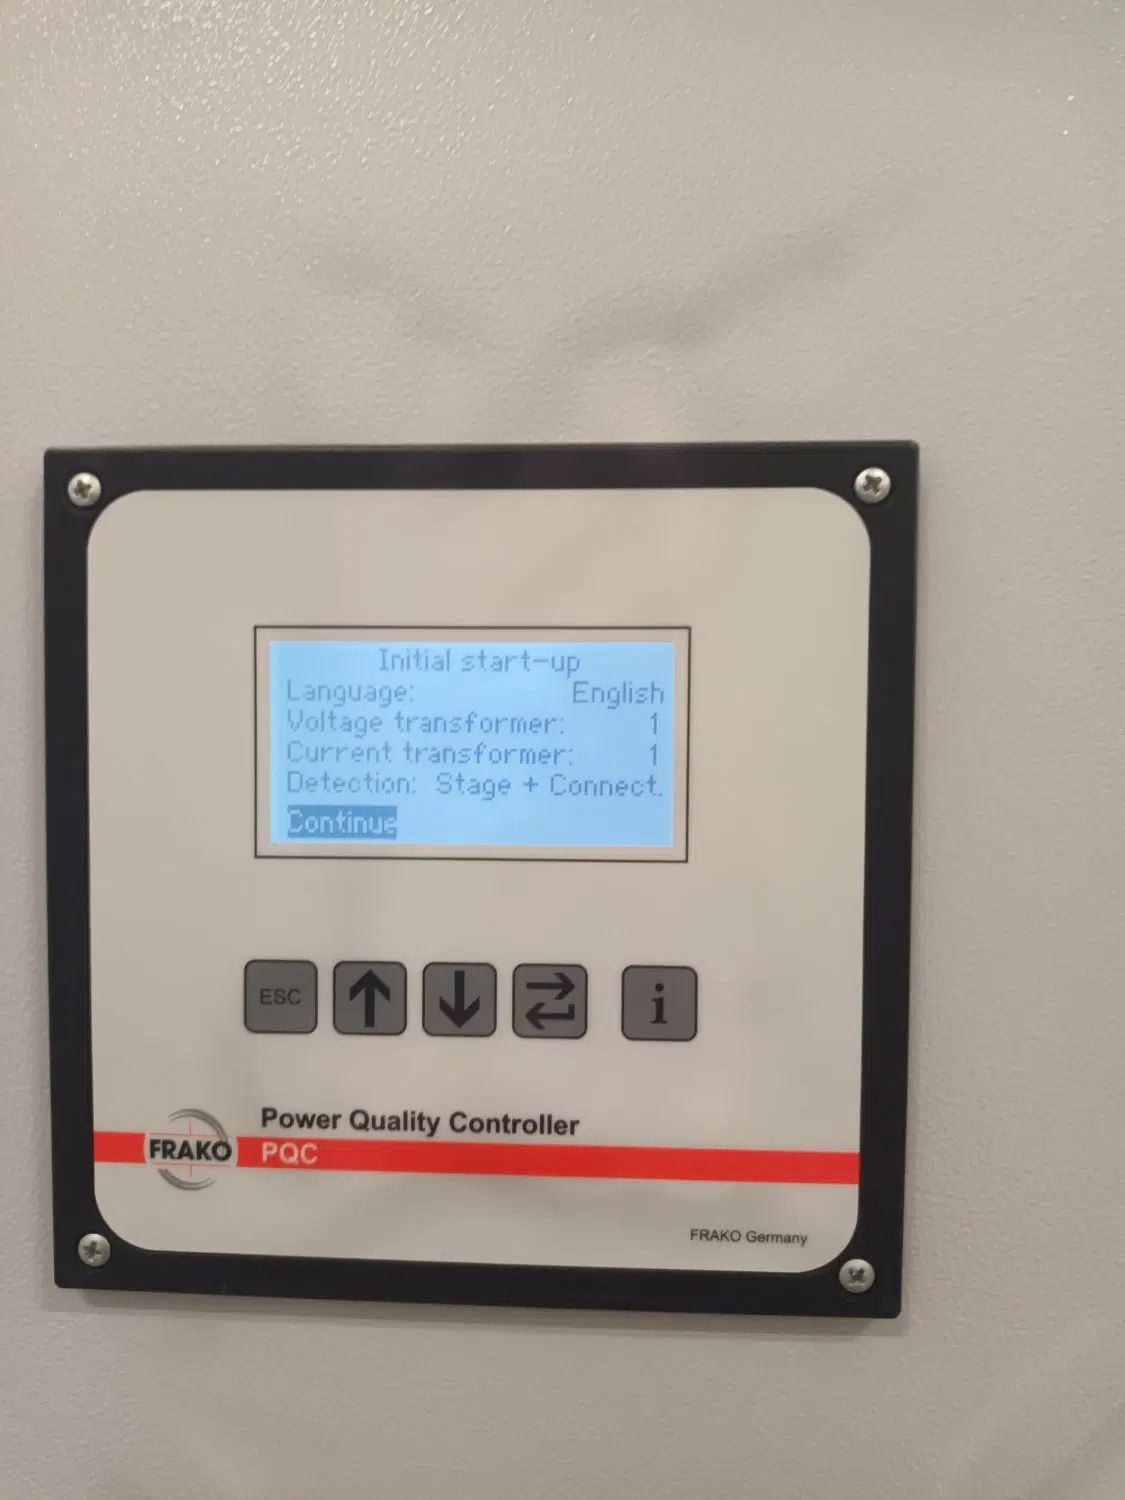 Initial start-up
Language: English
Voltage transformer: 1
Current transformer: 1
Detection: Stage + Connect.
Continue
ESC
i
Power Quality Controller
FRAKO PQC
FRAKO Germany